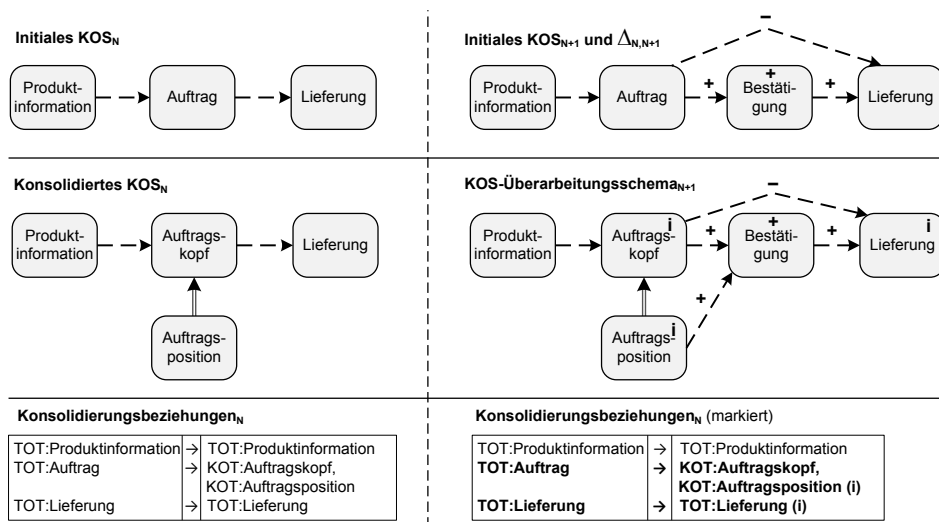 Initiales KOS_N
Produkt-
information
Auftrag
Lieferung
Initiales KOS_N+1 und Δ_N,N+1
–
Produkt-
information
Auftrag
+
+
Bestäti-
gung
+
Lieferung
Konsolidiertes KOS_N
Produkt-
information
Auftrags-
kopf
Lieferung
Auftrags-
position
KOS-Überarbeitungsschema_N+1
–
Produkt-
information
i
Auftrags-
kopf
+
+
Bestäti-
gung
+
i
Lieferung
+
i
Auftrags-
position
Konsolidierungsbeziehungen_N
TOT:Produktinformation → TOT:Produktinformation
TOT:Auftrag → KOT:Auftragskopf,
KOT:Auftragsposition
TOT:Lieferung → TOT:Lieferung
Konsolidierungsbeziehungen_N (markiert)
TOT:Produktinformation → TOT:Produktinformation
TOT:Auftrag → KOT:Auftragskopf,
KOT:Auftragsposition (i)
TOT:Lieferung → TOT:Lieferung (i)